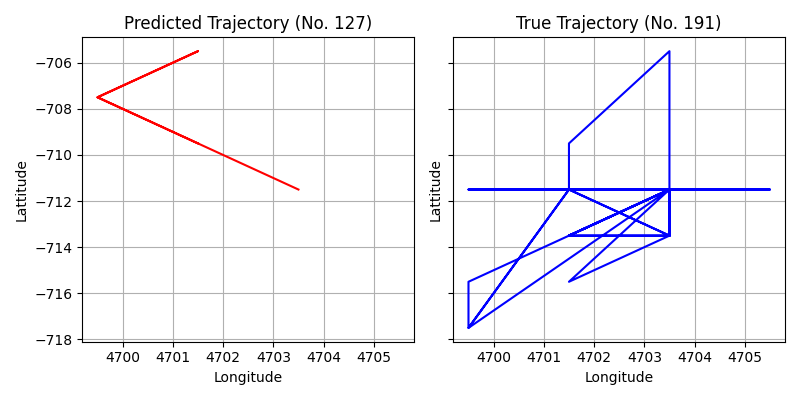 Predicted Trajectory (No. 127)
True Trajectory (No. 191)
−706
−708
−710
−712
−714
−716
−718
Lattitude
Lattitude
4700 4701 4702 4703 4704 4705
4700 4701 4702 4703 4704 4705
Longitude
Longitude